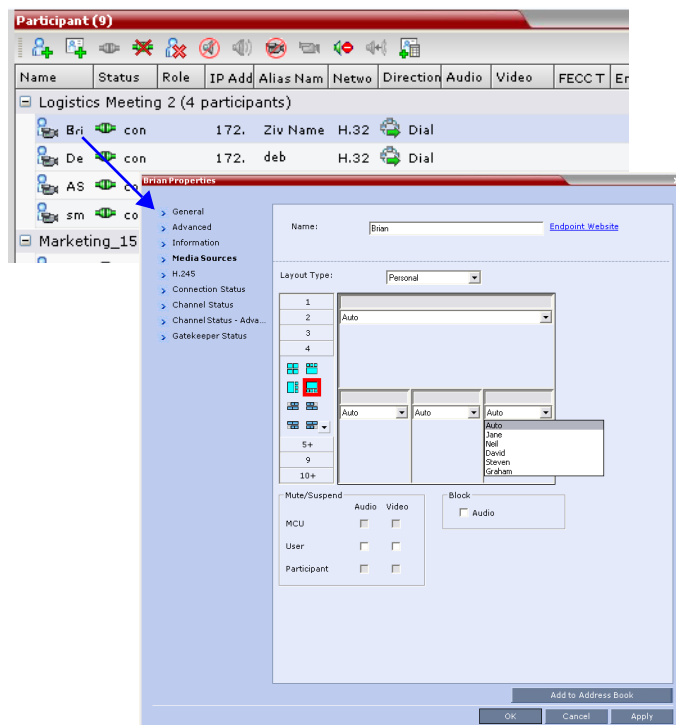 Participant (9)
Name Status Role IP Add Alias Nam Netwo Direction Audio Video FECC T Er
Logistics Meeting 2 (4 participants)
Bri con 172. Ziv Name H.32 Dial
De con 172. deb H.32 Dial
AS co
sm co
Marketing_15
Brian Properties
General
Advanced
Information
Media Sources
H.245
Connection Status
Channel Status
Channel Status - Adva...
Gatekeeper Status
Name: Brian Endpoint Website
Layout Type: Personal
1
2 Auto
3
4
Auto Auto Auto
Auto
Jane
Neil
David
Steven
Graham
5+
9
10+
Mute/Suspend
Audio Video
MCU
User
Participant
Block
Audio
Add to Address Book
OK Cancel Apply